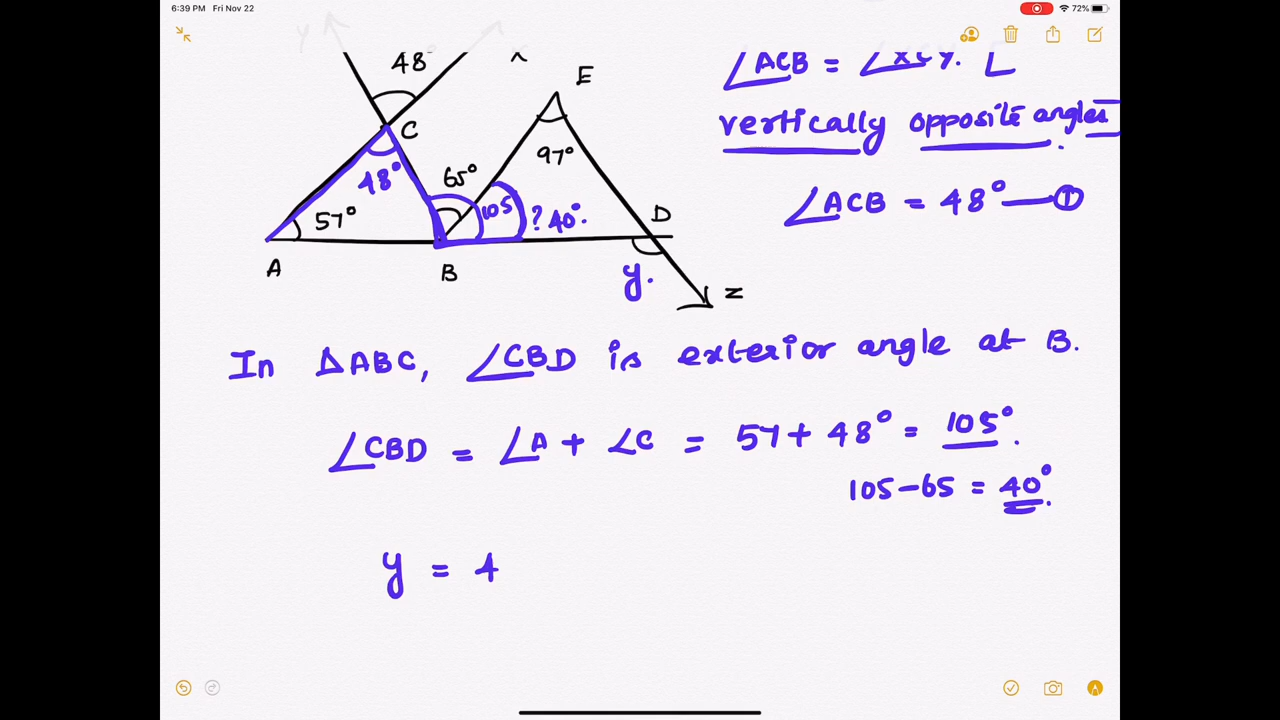 6:39 PM Fri Nov 22
72%
Y
48°
X
E
∠ACB = ∠XCY. [
vertically opposite angles.
C
48°
65°
97°
∠ACB = 48° — ①
57°
105
? 40°.
D
A
B
y.
Z
In ΔABC, ∠CBD is exterior angle at B.
∠CBD = ∠A + ∠C = 57 + 48° = 105°.
105 - 65 = 40°.
y = 4